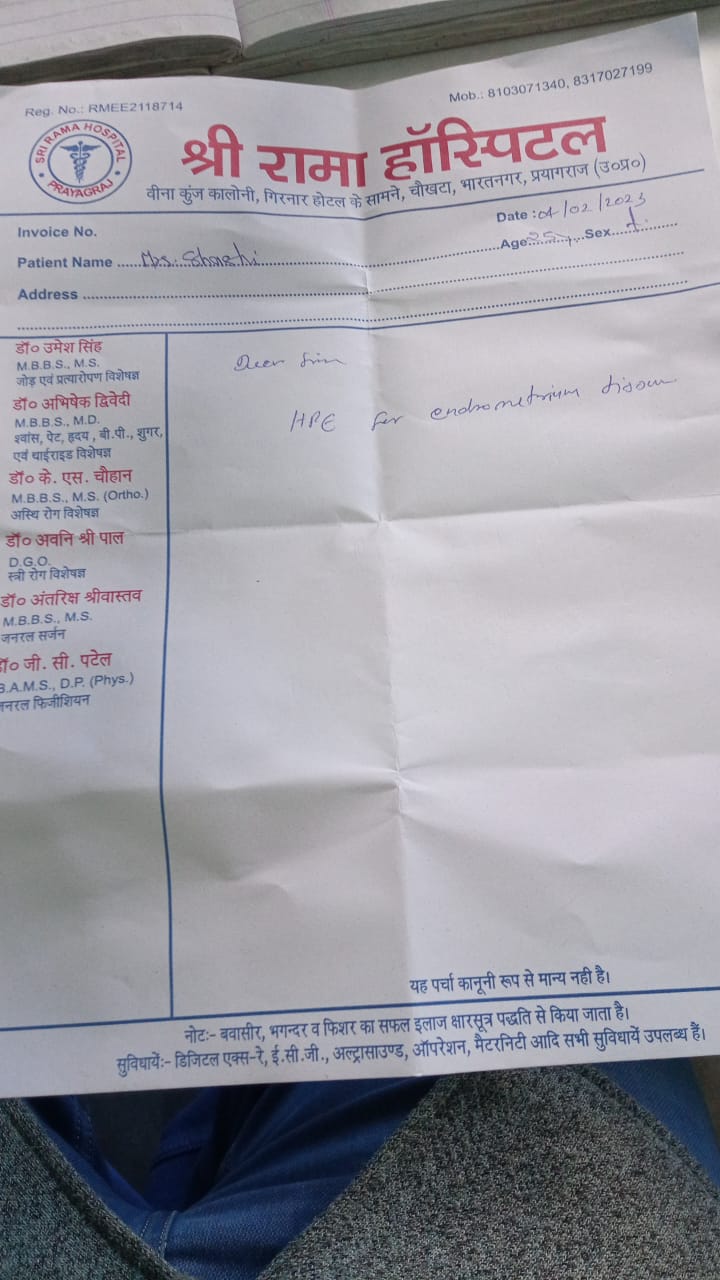 Reg. No.: RMEE2118714
Mob.: 8103071340, 8317027199
SRI RAMA HOSPITAL
PRAYAGRAJ
श्री रामा हॉस्पिटल
वीना कुंज कालोनी, गिरनार होटल के सामने, चौखटा, भारतनगर, प्रयागराज (उ०प्र०)
Invoice No.
Date : 04/02/2023
Patient Name Mrs.
Age 25 Sex f.
Address
डॉ० उमेश सिंह
M.B.B.S., M.S.
जोड़ एवं प्रत्यारोपण विशेषज्ञ
डॉ० अभिषेक द्विवेदी
M.B.B.S., M.D.
श्वांस, पेट, हृदय, बी.पी., शुगर,
एवं थाईराइड विशेषज्ञ
डॉ० के. एस. चौहान
M.B.B.S., M.S. (Ortho.)
अस्थि रोग विशेषज्ञ
डॉ० अवनि श्री पाल
D.G.O.
स्त्री रोग विशेषज्ञ
डॉ० अंतरिक्ष श्रीवास्तव
M.B.B.S., M.S.
जनरल सर्जन
डॉ० जी. सी. पटेल
B.A.M.S., D.P. (Phys.)
जनरल फिजीशियन
Dear Sir
HPE for endrometrium tissue
यह पर्चा कानूनी रूप से मान्य नही है।
नोटः- बवासीर, भगन्दर व फिशर का सफल इलाज क्षारसूत्र पद्धति से किया जाता है।
सुविधायेंः- डिजिटल एक्स-रे, ई.सी.जी., अल्ट्रासाउण्ड, ऑपरेशन, मैटरनिटी आदि सभी सुविधायें उपलब्ध हैं।